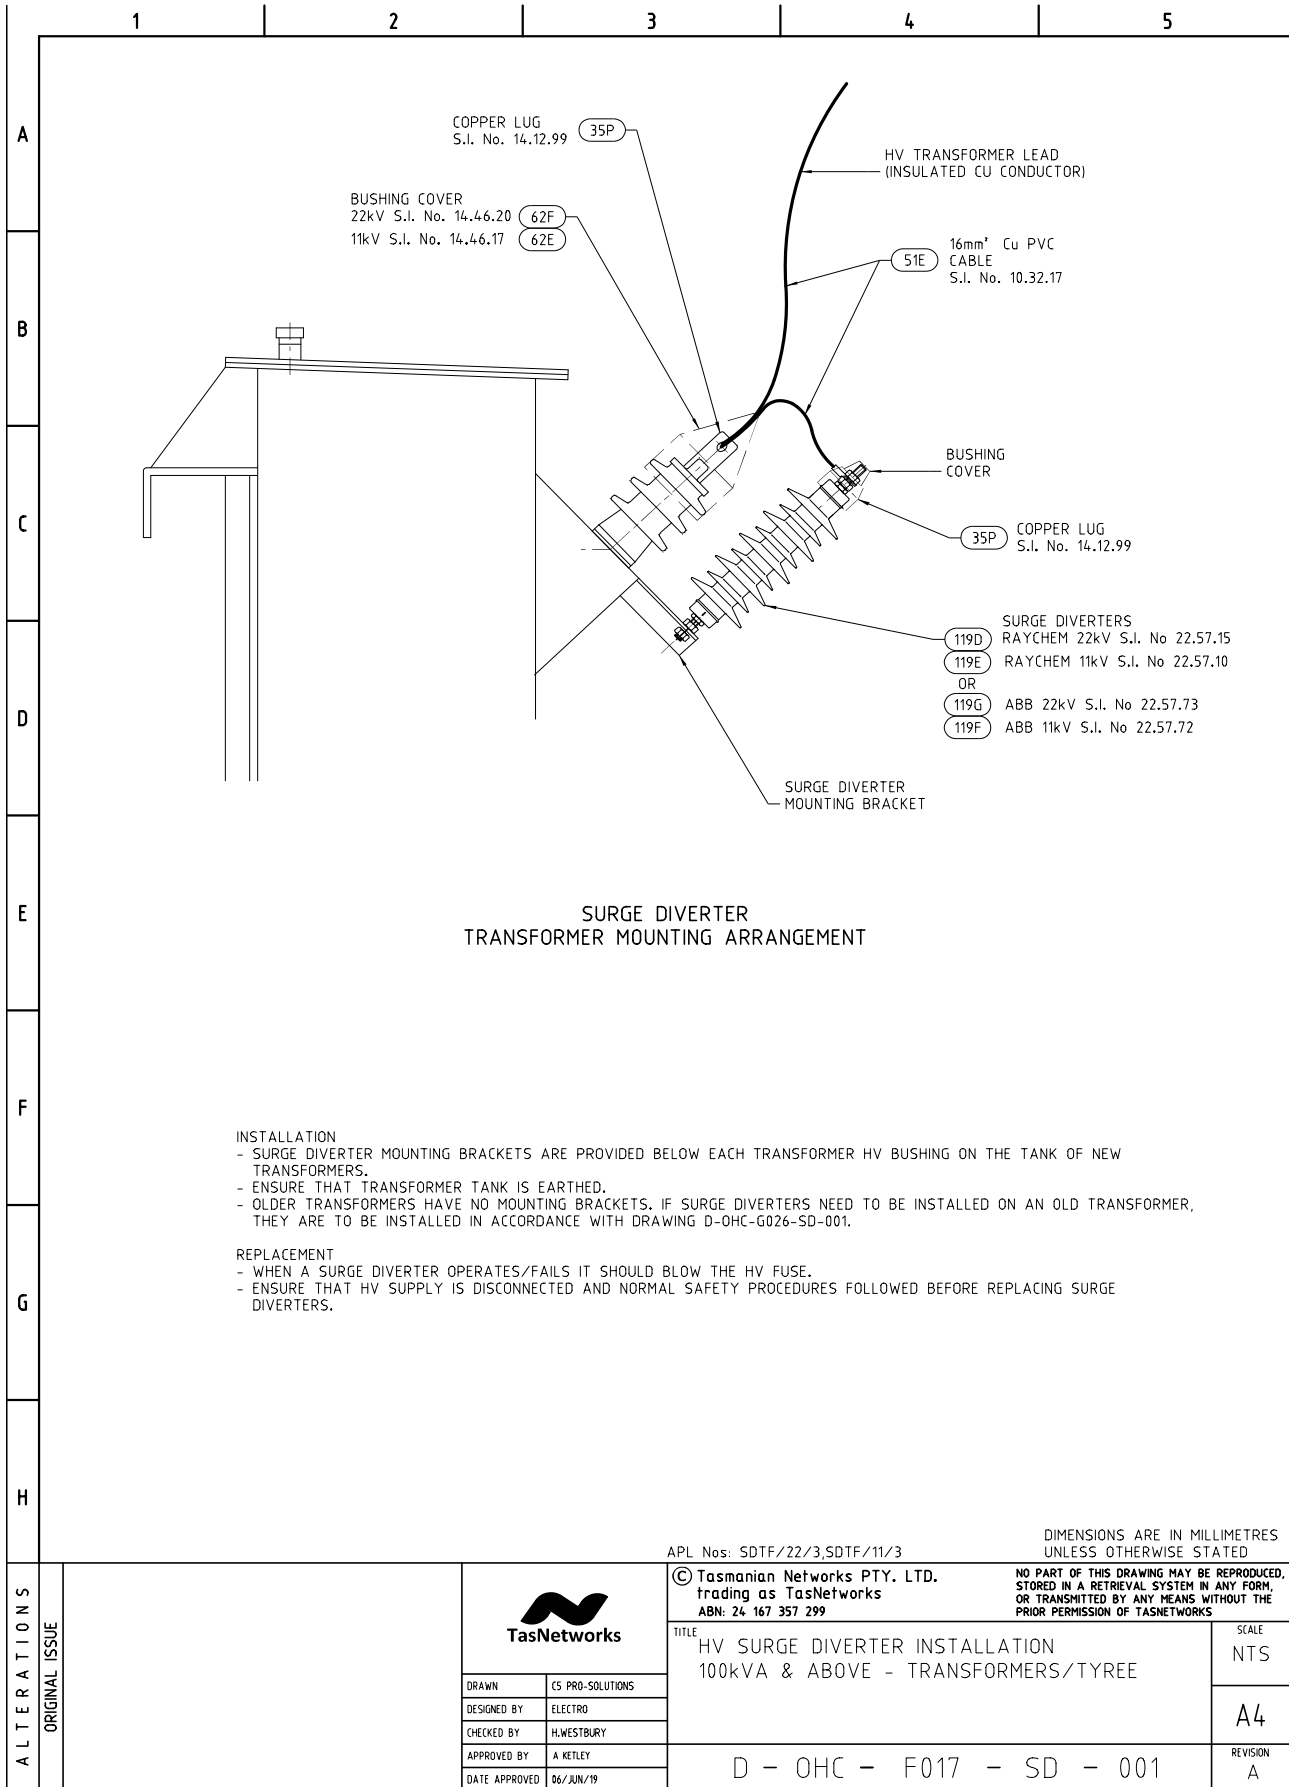 1 2 3 4 5
A
B
C
D
E
F
G
H
COPPER LUG
S.I. No. 14.12.99
35P
BUSHING COVER
22kV S.I. No. 14.46.20 62F
11kV S.I. No. 14.46.17 62E
HV TRANSFORMER LEAD
(INSULATED CU CONDUCTOR)
51E
16mm² Cu PVC
CABLE
S.I. No. 10.32.17
BUSHING
COVER
35P
COPPER LUG
S.I. No. 14.12.99
SURGE DIVERTERS
119D RAYCHEM 22kV S.I. No 22.57.15
119E RAYCHEM 11kV S.I. No 22.57.10
OR
119G ABB 22kV S.I. No 22.57.73
119F ABB 11kV S.I. No 22.57.72
SURGE DIVERTER
MOUNTING BRACKET
SURGE DIVERTER
TRANSFORMER MOUNTING ARRANGEMENT
INSTALLATION
- SURGE DIVERTER MOUNTING BRACKETS ARE PROVIDED BELOW EACH TRANSFORMER HV BUSHING ON THE TANK OF NEW
TRANSFORMERS.
- ENSURE THAT TRANSFORMER TANK IS EARTHED.
- OLDER TRANSFORMERS HAVE NO MOUNTING BRACKETS. IF SURGE DIVERTERS NEED TO BE INSTALLED ON AN OLD TRANSFORMER,
THEY ARE TO BE INSTALLED IN ACCORDANCE WITH DRAWING D-OHC-G026-SD-001.
REPLACEMENT
- WHEN A SURGE DIVERTER OPERATES/FAILS IT SHOULD BLOW THE HV FUSE.
- ENSURE THAT HV SUPPLY IS DISCONNECTED AND NORMAL SAFETY PROCEDURES FOLLOWED BEFORE REPLACING SURGE
DIVERTERS.
APL Nos: SDTF/22/3,SDTF/11/3
DIMENSIONS ARE IN MILLIMETRES
UNLESS OTHERWISE STATED
ALTERATIONS
ORIGINAL ISSUE
TasNetworks
© Tasmanian Networks PTY. LTD.
trading as TasNetworks
ABN: 24 167 357 299
NO PART OF THIS DRAWING MAY BE REPRODUCED,
STORED IN A RETRIEVAL SYSTEM IN ANY FORM,
OR TRANSMITTED BY ANY MEANS WITHOUT THE
PRIOR PERMISSION OF TASNETWORKS
TITLE
HV SURGE DIVERTER INSTALLATION
100kVA & ABOVE - TRANSFORMERS/TYREE
SCALE
NTS
A4
DRAWN C5 PRO-SOLUTIONS
DESIGNED BY ELECTRO
CHECKED BY H.WESTBURY
APPROVED BY A KETLEY
DATE APPROVED 06/JUN/19
D - OHC - F017 - SD - 001
REVISION
A